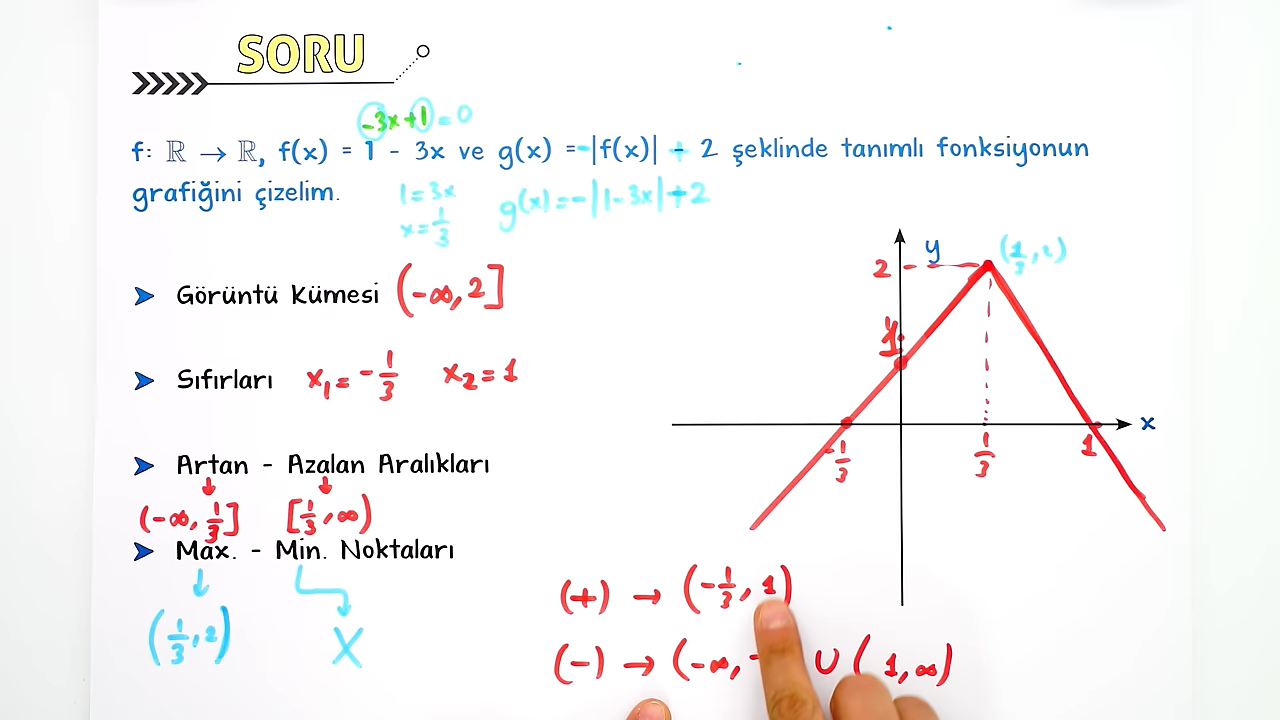 SORU
-3x+1=0
f: ℝ → ℝ, f(x) = 1 - 3x ve g(x) = -|f(x)| + 2 şeklinde tanımlı fonksiyonun
grafiğini çizelim.
1=3x
x=1/3
g(x)=-|1-3x|+2
Görüntü Kümesi (-∞, 2]
Sıfırları x₁=-1/3 x₂=1
Artan - Azalan Aralıkları
(-∞, 1/3] [1/3, ∞)
Max. - Min. Noktaları
(1/3, 2) X
y
(1/3, 2)
2
1
x
-1/3
1/3
1
(+) → (-1/3, 1)
(-) → (-∞, - ∪ (1, ∞)